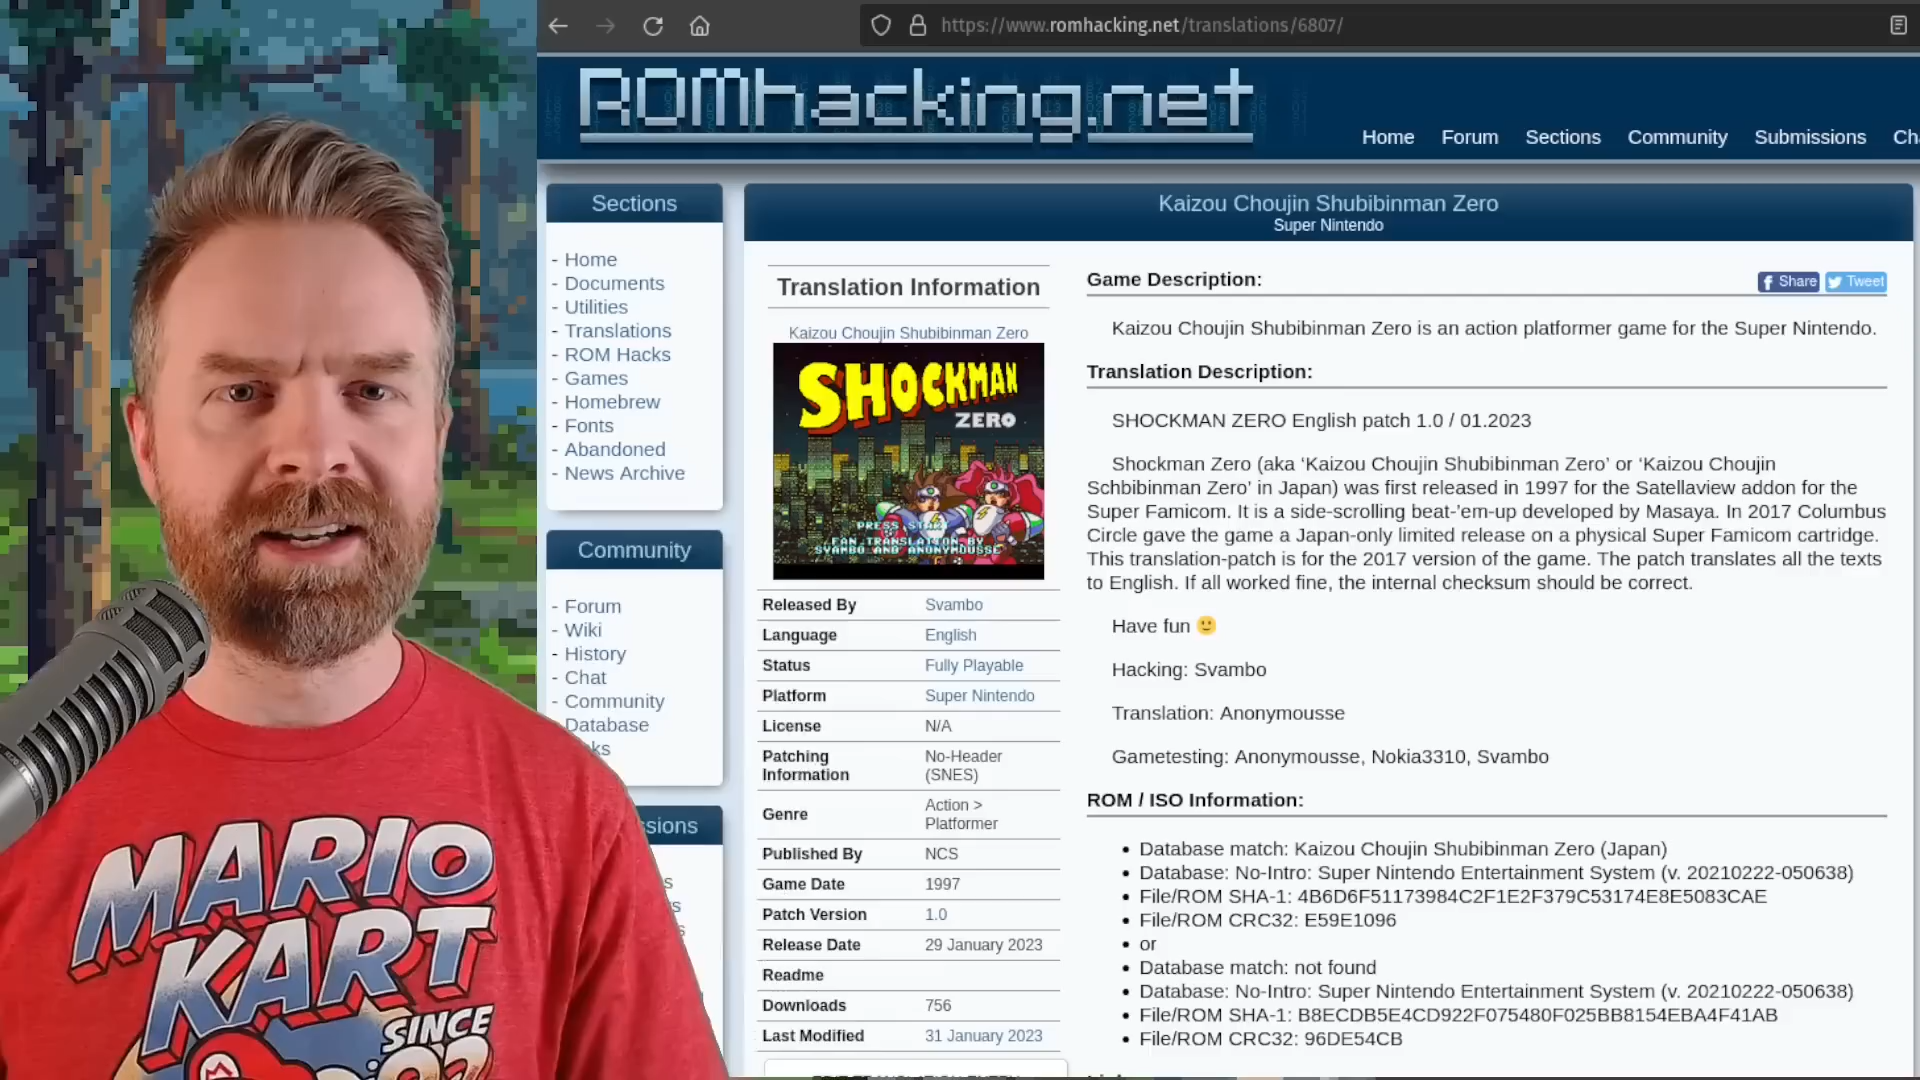 https://www.romhacking.net/translations/6807/
ROMhacking.net
Home Forum Sections Community Submissions
Sections
- Home
- Documents
- Utilities
- Translations
- ROM Hacks
- Games
- Homebrew
- Fonts
- Abandoned
- News Archive
Community
- Forum
- Wiki
- History
- Chat
- Community
Database
Kaizou Choujin Shubibinman Zero
Super Nintendo
Translation Information
Kaizou Choujin Shubibinman Zero
SHOCKMAN
ZERO
PRESS START
FAN TRANSLATION BY
SVAMBO AND ANONYMOUSSE
Released By Svambo
Language English
Status Fully Playable
Platform Super Nintendo
License N/A
Patching Information No-Header (SNES)
Genre Action > Platformer
Published By NCS
Game Date 1997
Patch Version 1.0
Release Date 29 January 2023
Readme
Downloads 756
Last Modified 31 January 2023
Game Description:
Share Tweet
Kaizou Choujin Shubibinman Zero is an action platformer game for the Super Nintendo.
Translation Description:
SHOCKMAN ZERO English patch 1.0 / 01.2023
Shockman Zero (aka ‘Kaizou Choujin Shubibinman Zero’ or ‘Kaizou Choujin
Schbibinman Zero’ in Japan) was first released in 1997 for the Satellaview addon for the
Super Famicom. It is a side-scrolling beat-’em-up developed by Masaya. In 2017 Columbus
Circle gave the game a Japan-only limited release on a physical Super Famicom cartridge.
This translation-patch is for the 2017 version of the game. The patch translates all the texts
to English. If all worked fine, the internal checksum should be correct.
Have fun 🙂
Hacking: Svambo
Translation: Anonymousse
Gametesting: Anonymousse, Nokia3310, Svambo
ROM / ISO Information:
• Database match: Kaizou Choujin Shubibinman Zero (Japan)
• Database: No-Intro: Super Nintendo Entertainment System (v. 20210222-050638)
• File/ROM SHA-1: 4B6D6F51173984C2F1E2F379C53174E8E5083CAE
• File/ROM CRC32: E59E1096
• or
• Database match: not found
• Database: No-Intro: Super Nintendo Entertainment System (v. 20210222-050638)
• File/ROM SHA-1: B8ECDB5E4CD922F075480F025BB8154EBA4F41AB
• File/ROM CRC32: 96DE54CB
MARIO
KART
SINCE
92